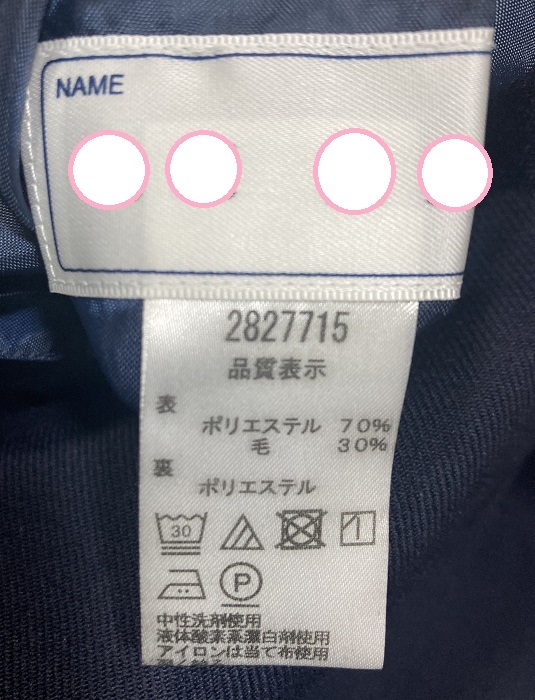 NAME
2827715
品質表示
表
ポリエステル 70%
毛 30%
裏
ポリエステル
30
P
中性洗剤使用
液体酸素系漂白剤使用
アイロンは当て布使用